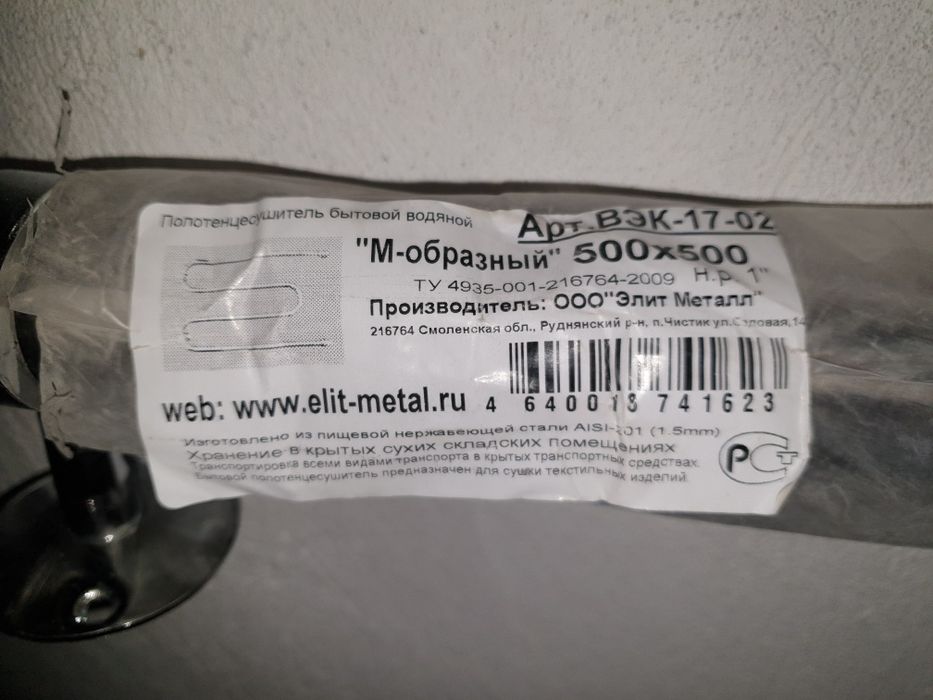 Полотенцесушитель бытовой водяной
Арт.ВЭК-17-02
"М-образный" 500х500
ТУ 4935-001-216764-2009 Н.р. 1"
Производитель: ООО"Элит Металл"
216764 Смоленская обл., Руднянский р-н, п.Чистик ул.Садовая,14
web: www.elit-metal.ru
4 640013 741623
Изготовлено из пищевой нержавеющей стали AISI-201 (1.5mm)
Хранение в крытых сухих складских помещениях
Транспортировка всеми видами транспорта в крытых транспортных средствах.
Бытовой полотенцесушитель предназначен для сушки текстильных изделий.
РСТ